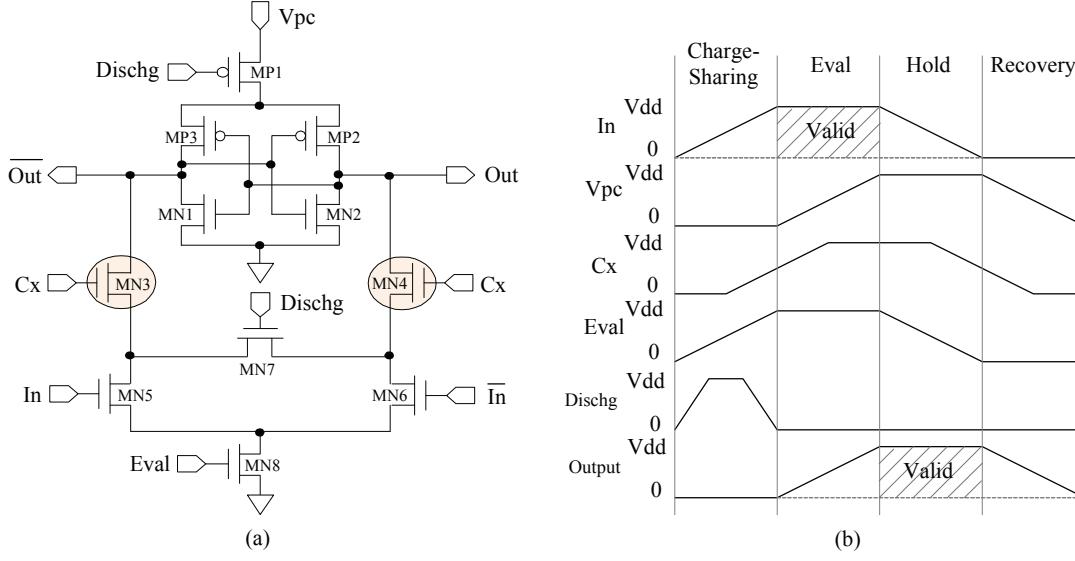 Vpc
Dischg
MP1
MP3
MP2
Out
Out
MN1
MN2
Cx
MN3
MN4
Cx
Dischg
MN7
In
MN5
MN6
In
Eval
MN8
(a)
Charge-
Sharing
Eval
Hold
Recovery
Vdd
In
Valid
0
Vdd
Vpc
0
Vdd
Cx
0
Vdd
Eval
0
Vdd
Dischg
0
Vdd
Output
Valid
0
(b)